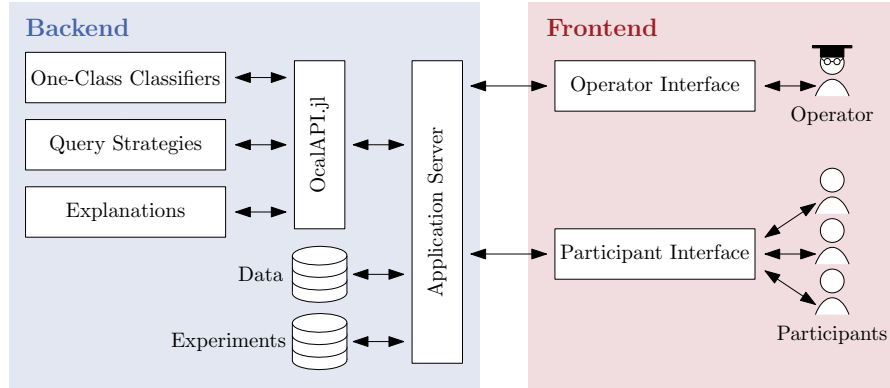 Backend
One-Class Classifiers
Query Strategies
Explanations
OcalAPI.jl
Data
Experiments
Application Server
Frontend
Operator Interface
Operator
Participant Interface
Participants